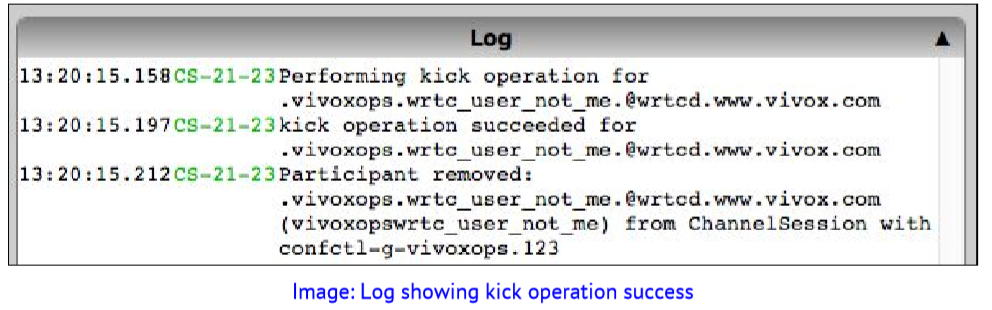 Log ▲
13:20:15.158CS-21-23Performing kick operation for
.vivoxops.wrtc_user_not_me.@wrtcd.www.vivox.com
13:20:15.197CS-21-23kick operation succeeded for
.vivoxops.wrtc_user_not_me.@wrtcd.www.vivox.com
13:20:15.212CS-21-23Participant removed:
.vivoxops.wrtc_user_not_me.@wrtcd.www.vivox.com
(vivoxopswrtc_user_not_me) from ChannelSession with
confctl-g-vivoxops.123
Image: Log showing kick operation success